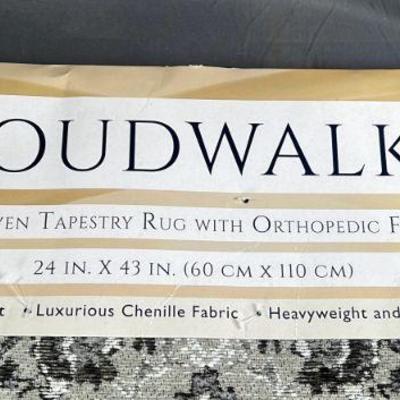 OUDWALK
VEN TAPESTRY RUG WITH ORTHOPEDIC F
24 IN. X 43 IN. (60 CM X 110 CM)
t • Luxurious Chenille Fabric • Heavyweight and